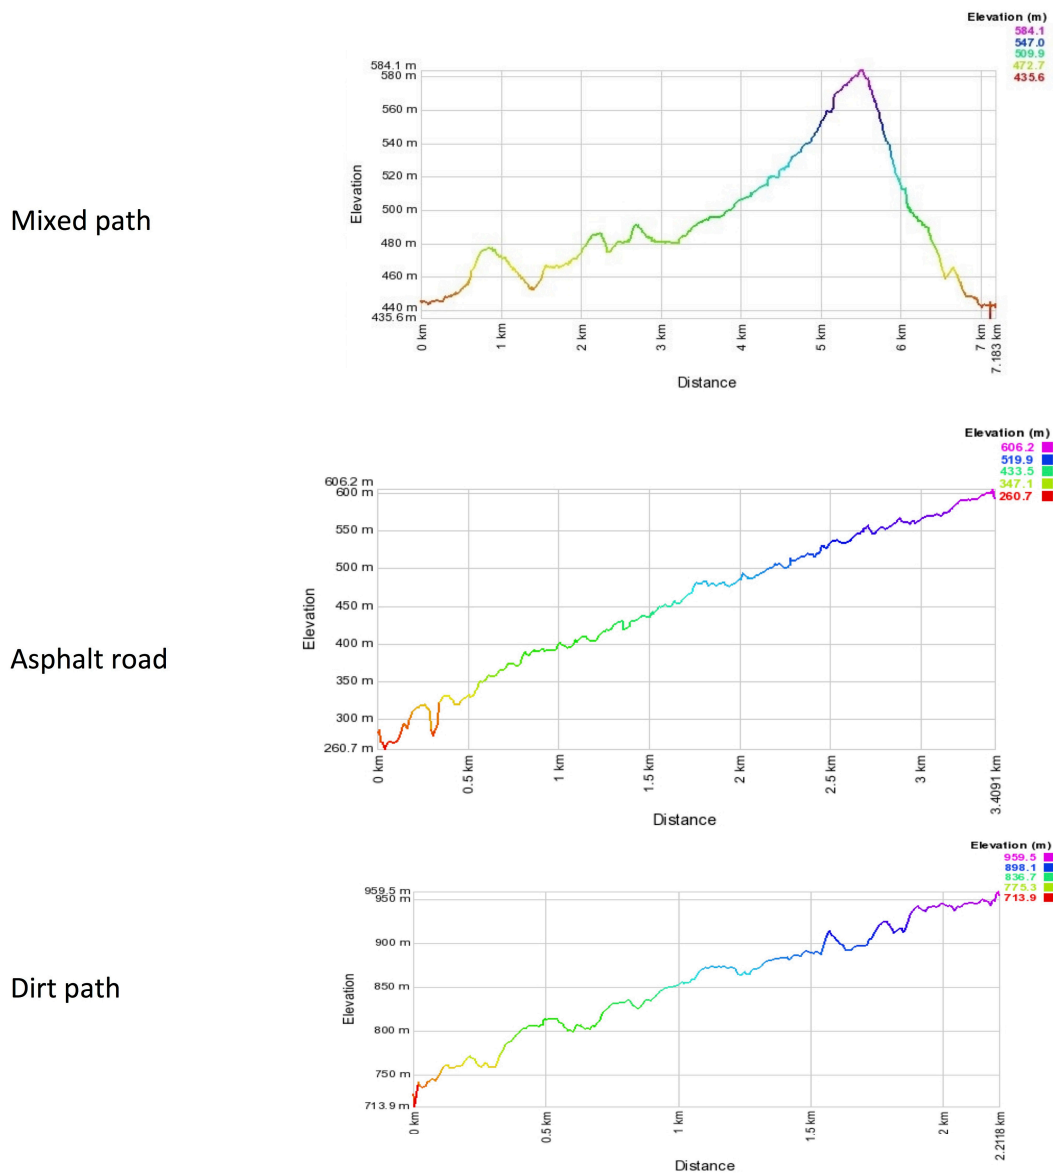 Elevation (m)
584.1
547.0
509.9
472.7
435.6
584.1 m
580 m
560 m
540 m
520 m
500 m
480 m
460 m
440 m
435.6 m
Elevation
0 km
1 km
2 km
3 km
4 km
5 km
6 km
7 km
7.183 km
Distance
Mixed path
Elevation (m)
606.2
519.9
433.5
347.1
260.7
606.2 m
600 m
550 m
500 m
450 m
400 m
350 m
300 m
260.7 m
Elevation
0 km
0.5 km
1 km
1.5 km
2 km
2.5 km
3 km
3.4091 km
Distance
Asphalt road
Elevation (m)
959.5
898.1
836.7
775.3
713.9
959.5 m
950 m
900 m
850 m
800 m
750 m
713.9 m
Elevation
0 km
0.5 km
1 km
1.5 km
2 km
2.2118 km
Distance
Dirt path